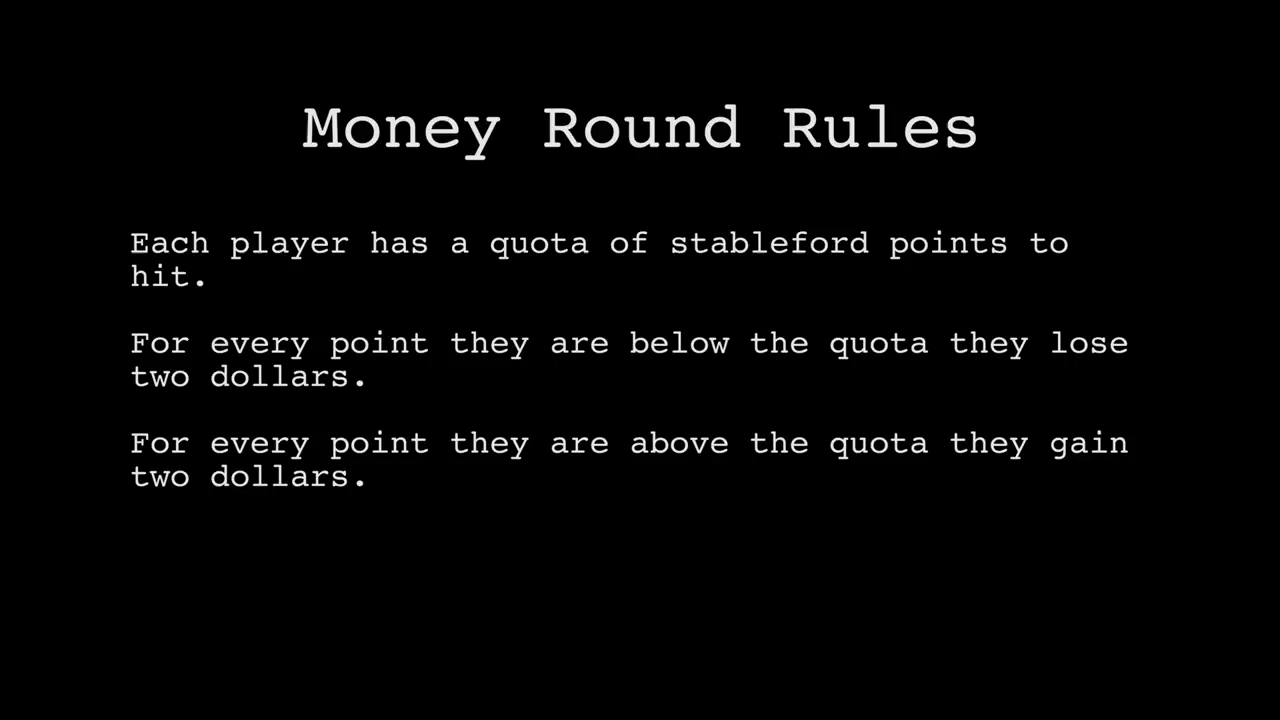 Money Round Rules
Each player has a quota of stableford points to
hit.
For every point they are below the quota they lose
two dollars.
For every point they are above the quota they gain
two dollars.